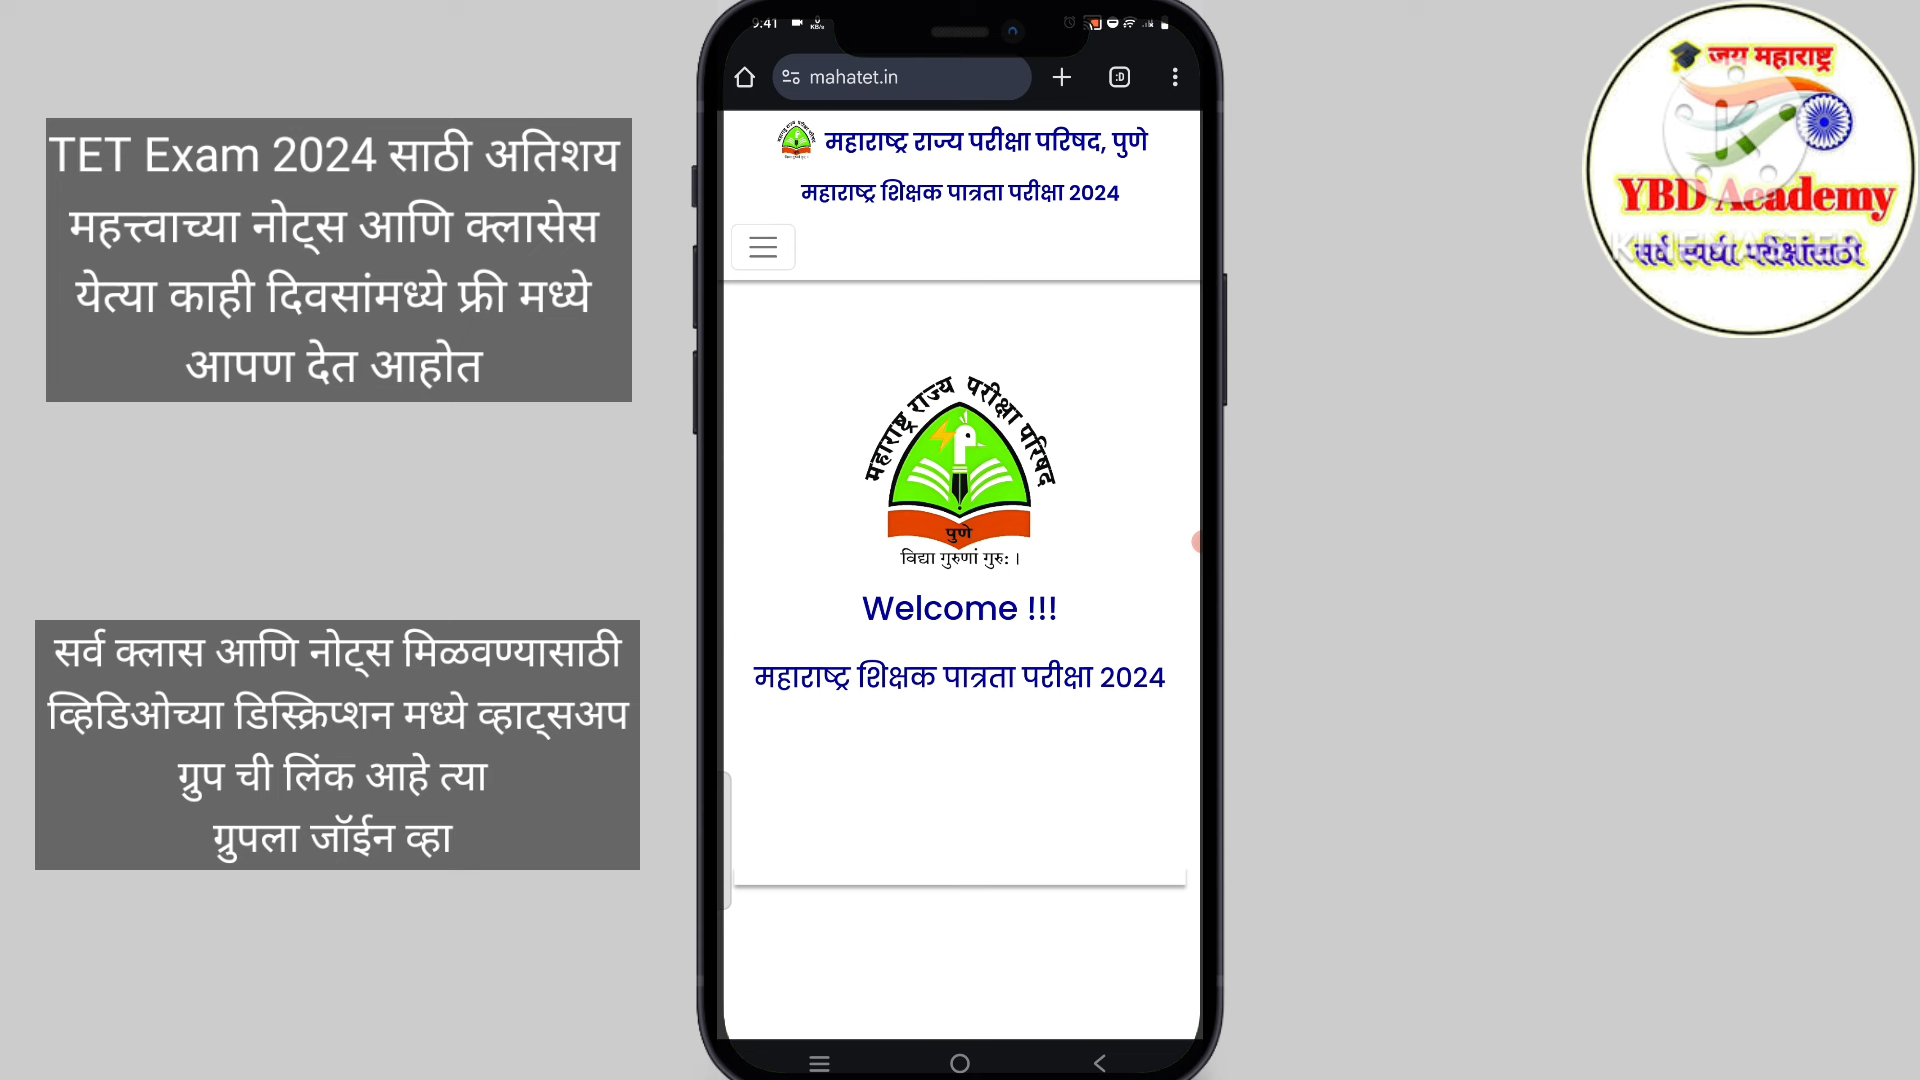 TET Exam 2024 साठी अतिशय
महत्त्वाच्या नोट्स आणि क्लासेस
येत्या काही दिवसांमध्ये फ्री मध्ये
आपण देत आहोत
सर्व क्लास आणि नोट्स मिळवण्यासाठी
व्हिडिओच्या डिस्क्रिप्शन मध्ये व्हाट्सअप
ग्रुप ची लिंक आहे त्या
ग्रुपला जॉईन व्हा
9:41
mahatet.in
:D
महाराष्ट्र राज्य परीक्षा परिषद, पुणे
महाराष्ट्र शिक्षक पात्रता परीक्षा 2024
महाराष्ट्र राज्य परीक्षा परिषद
पुणे
विद्या गुरुणां गुरु: ।
Welcome !!!
महाराष्ट्र शिक्षक पात्रता परीक्षा 2024
जय महाराष्ट्र
YBD Academy
सर्व स्पर्धा परीक्षांसाठी